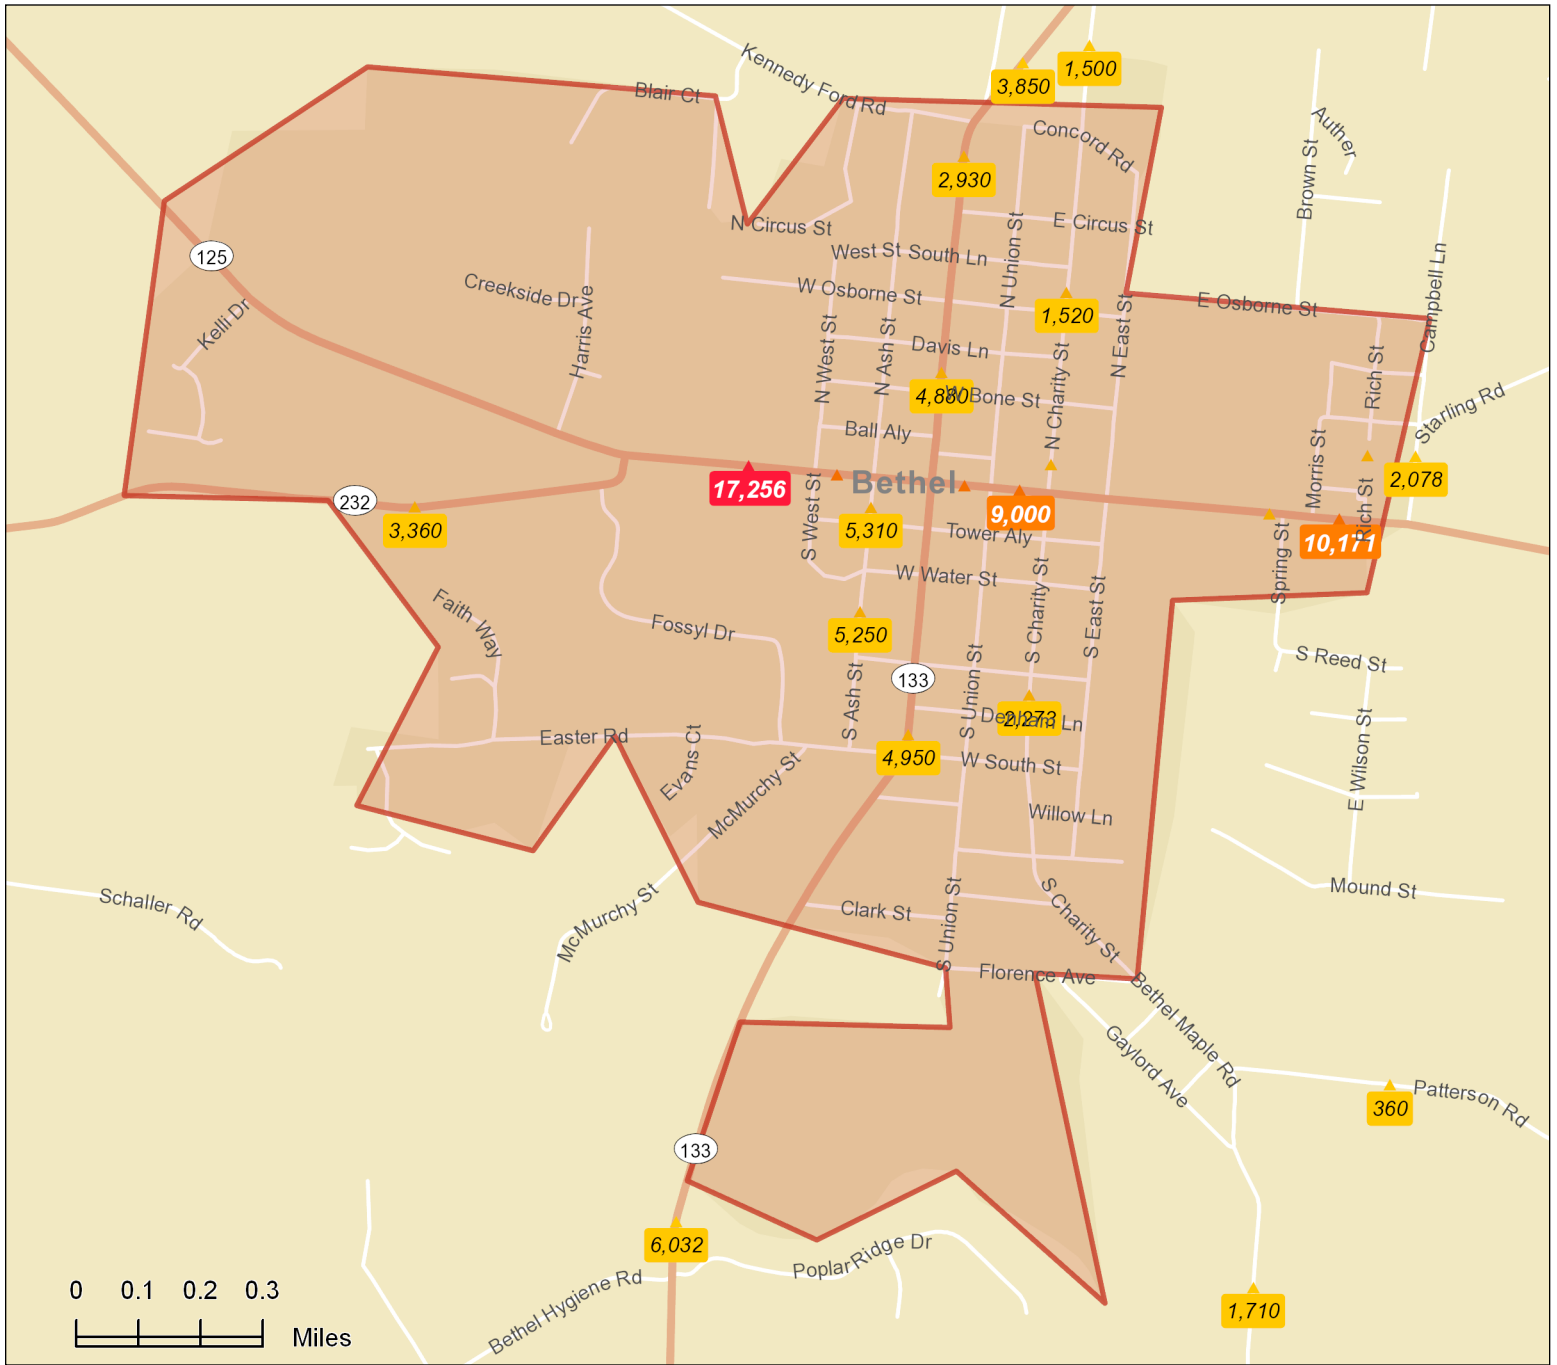 Kennedy Ford Rd
1,500
3,850
Blair Ct
Auther
Concord Rd
Brown St
2,930
N Circus St
E Circus St
N Union St
125
West St South Ln
Campbell Ln
Creekside Dr
W Osborne St
E Osborne St
Kelli Dr
Harris Ave
1,520
N West St
N Ash St
Davis Ln
N East St
Rich St
N Charity St
4,880
W Bone St
Starling Rd
Ball Aly
Morris St
17,256
Bethel
2,078
232
9,000
Rich St
3,360
S West St
5,310
Tower Aly
10,171
Spring St
W Water St
Faith Way
Fossyl Dr
5,250
S Charity St
S East St
S Reed St
133
S Ash St
S Union St
2,273
Denham Ln
Easter Rd
Evans Ct
4,950
W South St
E Wilson St
McMurchy St
Willow Ln
Mound St
Schaller Rd
McMurchy St
Clark St
S Union St
S Charity St
Florence Ave
Bethel Maple Rd
Gaylord Ave
Patterson Rd
360
133
6,032
Poplar Ridge Dr
Bethel Hygiene Rd
1,710
0 0.1 0.2 0.3
Miles